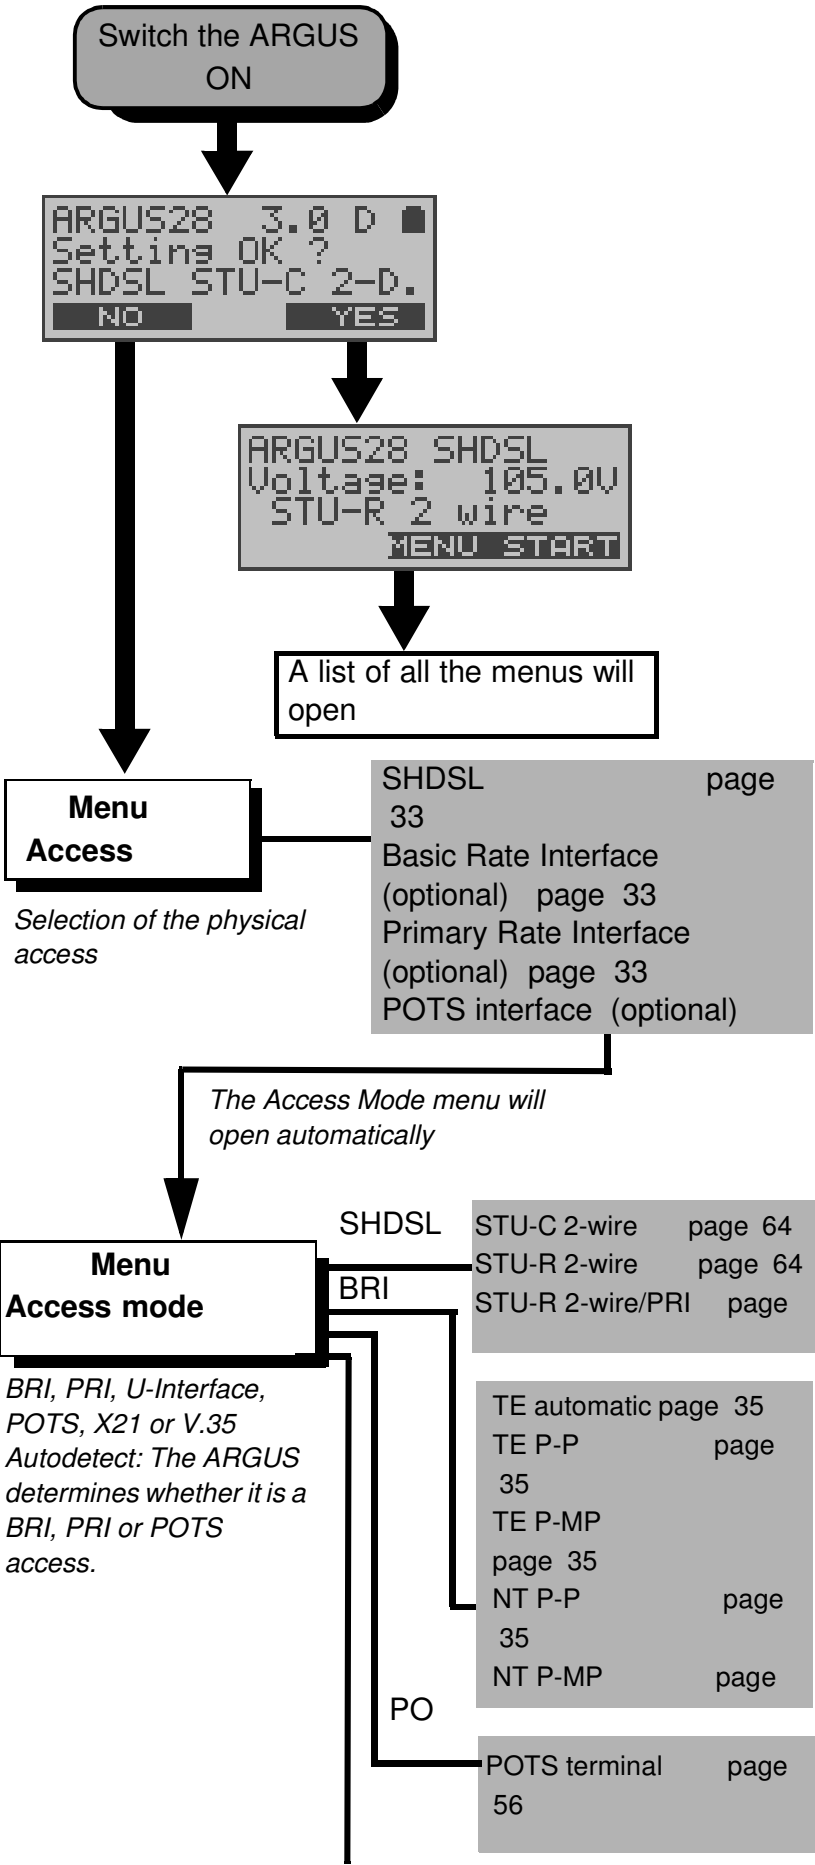 Switch the ARGUS
ON
ARGUS28 3.0 D
Setting OK ?
SHDSL STU-C 2-D.
NO YES
ARGUS28 SHDSL
Voltage: 105.0V
STU-R 2 wire
MENU START
A list of all the menus will
open
Menu
Access
Selection of the physical
access
SHDSL page
33
Basic Rate Interface
(optional) page 33
Primary Rate Interface
(optional) page 33
POTS interface (optional)
The Access Mode menu will
open automatically
Menu
Access mode
BRI, PRI, U-Interface,
POTS, X21 or V.35
Autodetect: The ARGUS
determines whether it is a
BRI, PRI or POTS
access.
SHDSL
STU-C 2-wire page 64
STU-R 2-wire page 64
STU-R 2-wire/PRI page
BRI
TE automatic page 35
TE P-P page
35
TE P-MP
page 35
NT P-P page
35
NT P-MP page
PO
POTS terminal page
56